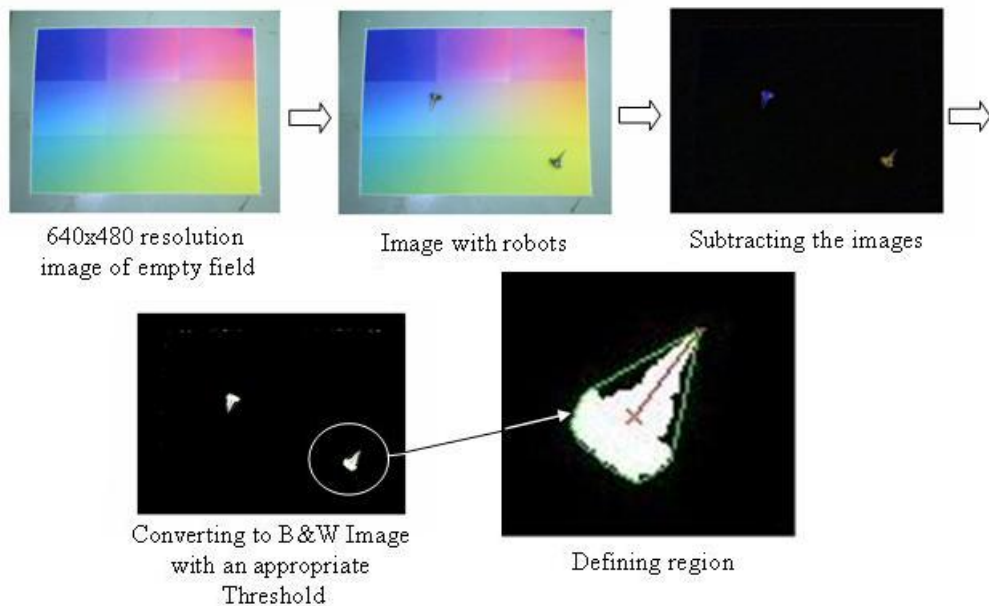 640x480 resolution
image of empty field
Image with robots
Subtracting the images
Converting to B&W Image
with an appropriate
Threshold
Defining region